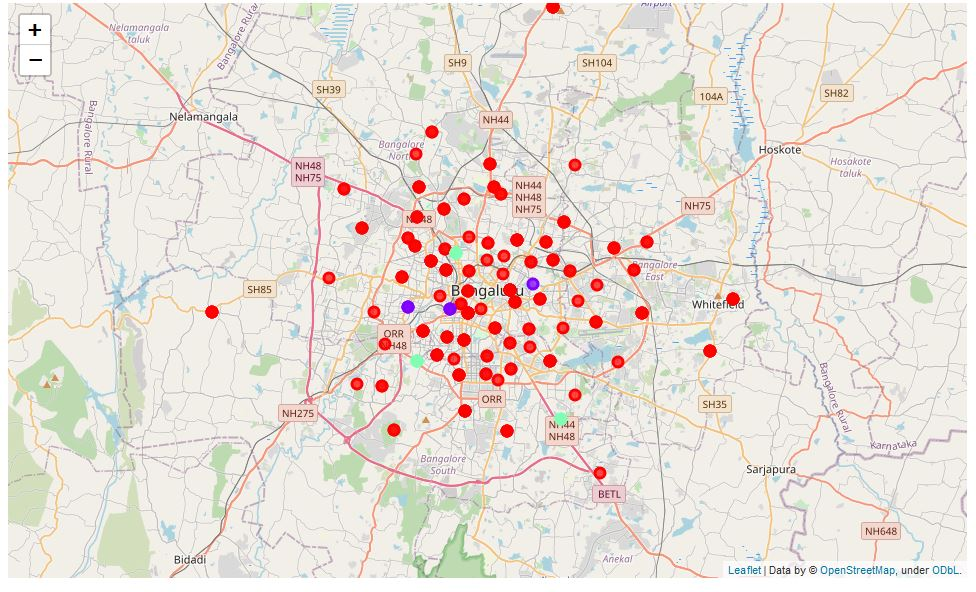 +
−
Nelamangala
taluk
Bangalore Rural
Airport
SH9
SH104
SH39
104A
SH82
NH44
Nelamangala
Bangalore Rural
Bangalore
North
Hoskote
Hosakote
taluk
NH48
NH75
NH44
NH48
NH75
NH75
48
Bangalore
East
SH85
Bengaluru
Whitefield
ORR
NH48
Bangalore Rural
NH275
ORR
SH35
NH44
NH48
Karnataka
Bangalore
South
Sarjapura
BETL
NH648
Bidadi
Anekal
Leaflet | Data by © OpenStreetMap, under ODbL.